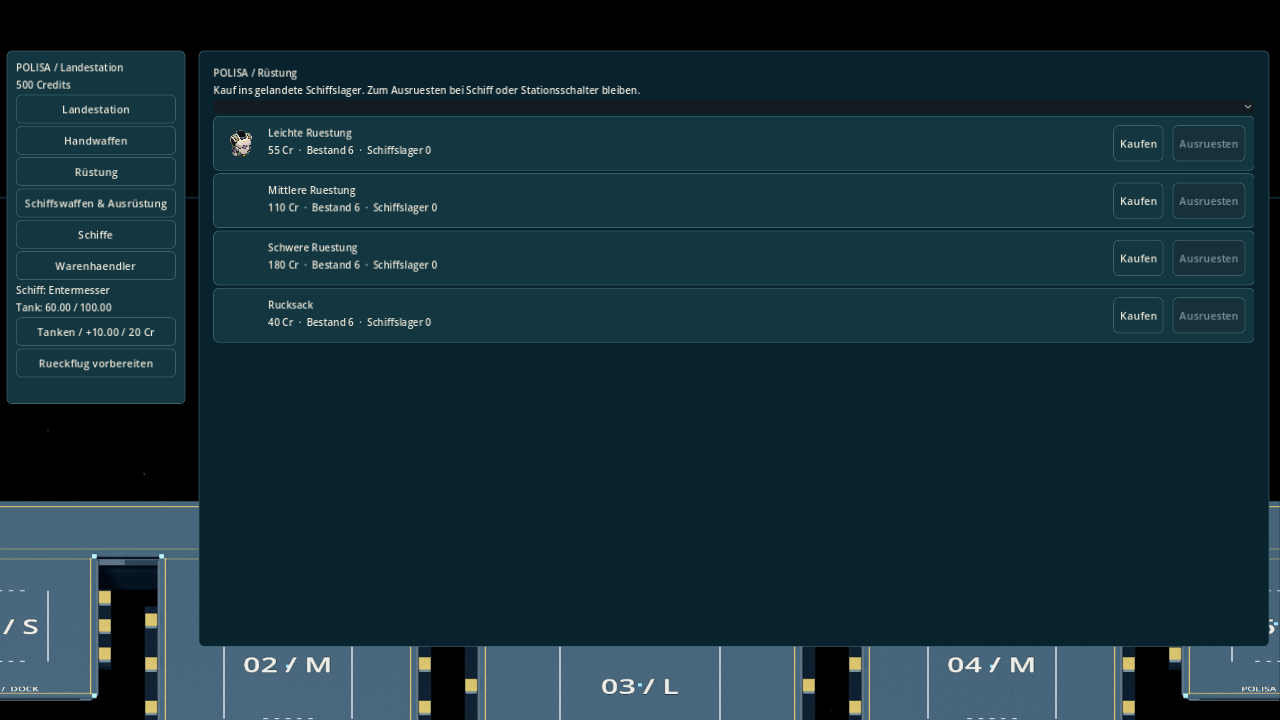 POLISA / Landestation
500 Credits
Landestation
Handwaffen
Rüstung
Schiffswaffen & Ausrüstung
Schiffe
Warenhaendler
Schiff: Entermesser
Tank: 60.00 / 100.00
Tanken / +10.00 / 20 Cr
Rueckflug vorbereiten
POLISA / Rüstung
Kauf ins gelandete Schiffslager. Zum Ausruesten bei Schiff oder Stationsschalter bleiben.
Leichte Ruestung
55 Cr · Bestand 6 · Schiffslager 0
Kaufen
Ausruesten
Mittlere Ruestung
110 Cr · Bestand 6 · Schiffslager 0
Kaufen
Ausruesten
Schwere Ruestung
180 Cr · Bestand 6 · Schiffslager 0
Kaufen
Ausruesten
Rucksack
40 Cr · Bestand 6 · Schiffslager 0
Kaufen
Ausruesten
/ S
/ DOCK
02 / M
03 / L
04 / M
POLISA